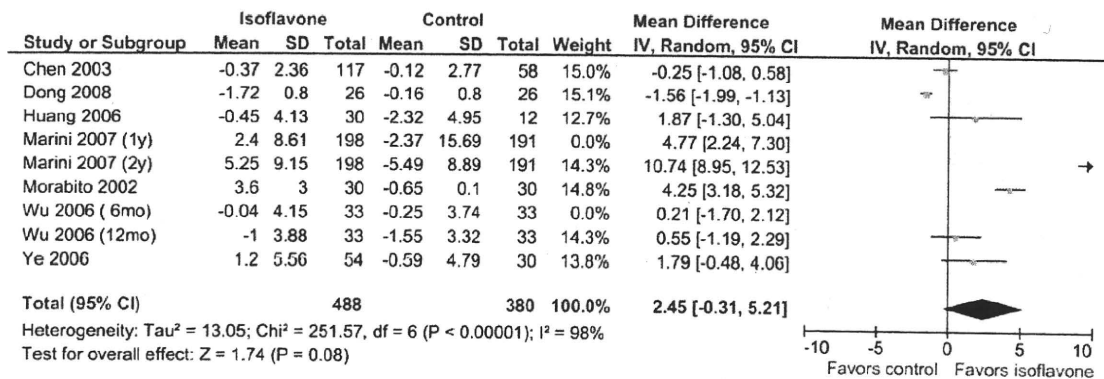 Isoflavone Control Mean Difference Mean Difference
Study or Subgroup Mean SD Total Mean SD Total Weight IV, Random, 95% CI IV, Random, 95% CI
Chen 2003 -0.37 2.36 117 -0.12 2.77 58 15.0% -0.25 [-1.08, 0.58]
Dong 2008 -1.72 0.8 26 -0.16 0.8 26 15.1% -1.56 [-1.99, -1.13]
Huang 2006 -0.45 4.13 30 -2.32 4.95 12 12.7% 1.87 [-1.30, 5.04]
Marini 2007 (1y) 2.4 8.61 198 -2.37 15.69 191 0.0% 4.77 [2.24, 7.30]
Marini 2007 (2y) 5.25 9.15 198 -5.49 8.89 191 14.3% 10.74 [8.95, 12.53]
Morabito 2002 3.6 3 30 -0.65 0.1 30 14.8% 4.25 [3.18, 5.32]
Wu 2006 ( 6mo) -0.04 4.15 33 -0.25 3.74 33 0.0% 0.21 [-1.70, 2.12]
Wu 2006 (12mo) -1 3.88 33 -1.55 3.32 33 14.3% 0.55 [-1.19, 2.29]
Ye 2006 1.2 5.56 54 -0.59 4.79 30 13.8% 1.79 [-0.48, 4.06]
Total (95% CI) 488 380 100.0% 2.45 [-0.31, 5.21]
Heterogeneity: Tau² = 13.05; Chi² = 251.57, df = 6 (P < 0.00001); I² = 98%
Test for overall effect: Z = 1.74 (P = 0.08)
-10 -5 0 5 10
Favors control Favors isoflavone